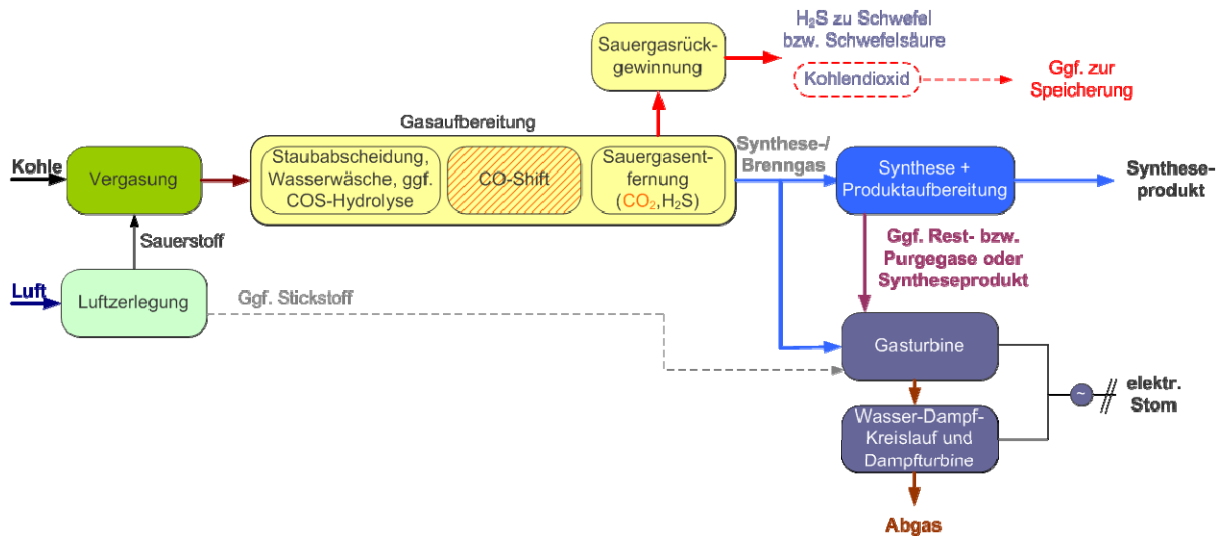 H₂S zu Schwefel
bzw. Schwefelsäure
Sauergasrück-
gewinnung
Kohlendioxid
Ggf. zur
Speicherung
Gasaufbereitung
Kohle
Vergasung
Staubabscheidung,
Wasserwäsche, ggf.
COS-Hydrolyse
CO-Shift
Sauergasent-
fernung
(CO₂,H₂S)
Synthese-/
Brenngas
Synthese +
Produktaufbereitung
Synthese-
produkt
Sauerstoff
Ggf. Rest- bzw.
Purgegase oder
Syntheseprodukt
Luft
Luftzerlegung
Ggf. Stickstoff
Gasturbine
~
elektr.
Stom
Wasser-Dampf-
Kreislauf und
Dampfturbine
Abgas